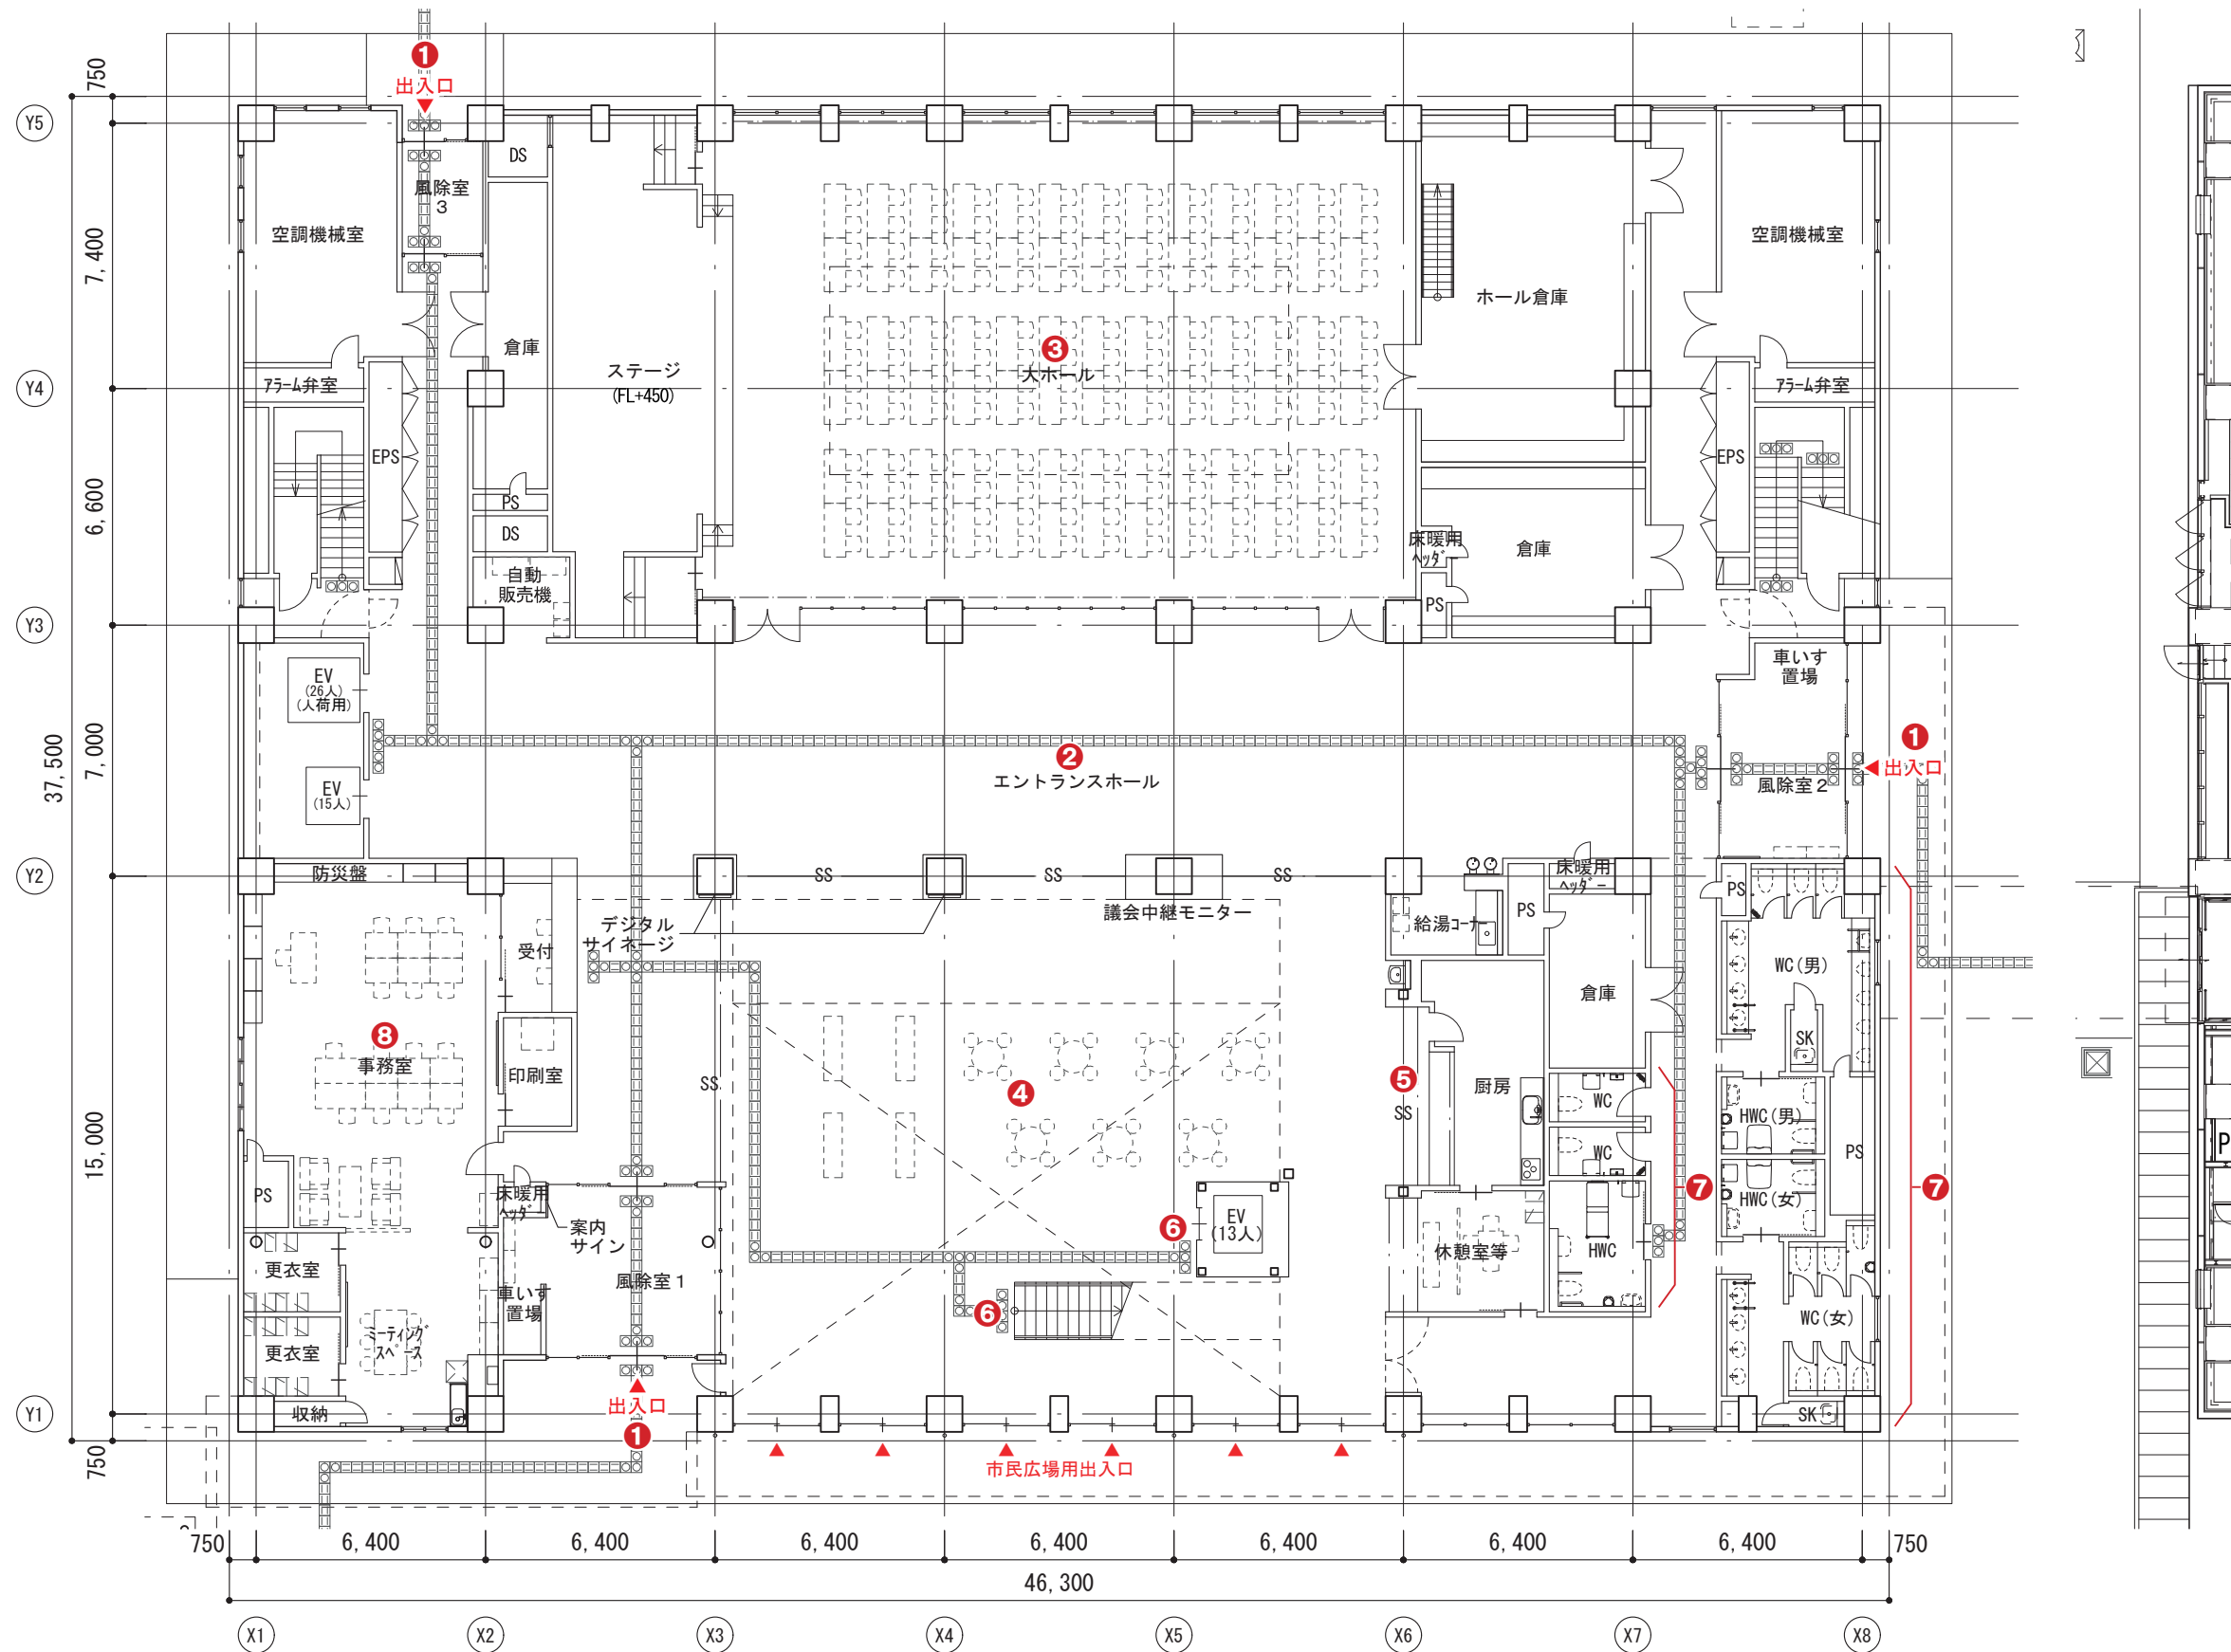 1
出入口
750
Y5
DS
風除室
3
7,400
空調機械室
空調機械室
ホール倉庫
倉庫
ステージ
(FL+450)
3
大ホール
Y4
アラーム弁室
アラーム弁室
EPS
EPS
6,600
PS
DS
床暖用
ヘッダー
倉庫
自動
販売機
PS
Y3
車いす
置場
EV
(26人)
(人荷用)
37,500
7,000
2
エントランスホール
1
出入口
風除室2
EV
(15人)
Y2
防災盤
SS
SS
SS
床暖用
ヘッダー
PS
デジタル
サイネージ
議会中継モニター
給湯コーナー
PS
受付
WC(男)
倉庫
8
事務室
印刷室
SK
SS
4
5
SS
厨房
WC
HWC(男)
15,000
WC
PS
PS
床暖用
ヘッダー
HWC(女)
7
7
案内
サイン
6
EV
(13人)
更衣室
風除室1
休憩室等
HWC
車いす
置場
6
WC(女)
ミーティング
スペース
更衣室
出入口
収納
SK
Y1
1
市民広場用出入口
750
750
6,400
6,400
6,400
6,400
6,400
6,400
6,400
750
46,300
X1
X2
X3
X4
X5
X6
X7
X8